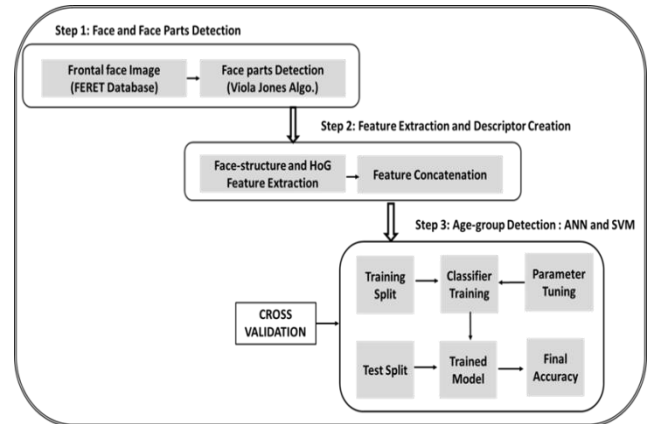 Step 1: Face and Face Parts Detection
Frontal face Image
(FERET Database)
Face parts Detection
(Viola Jones Algo.)
Step 2: Feature Extraction and Descriptor Creation
Face-structure and HoG
Feature Extraction
Feature Concatenation
Step 3: Age-group Detection : ANN and SVM
Training
Split
Classifier
Training
Parameter
Tuning
CROSS
VALIDATION
Test Split
Trained
Model
Final
Accuracy